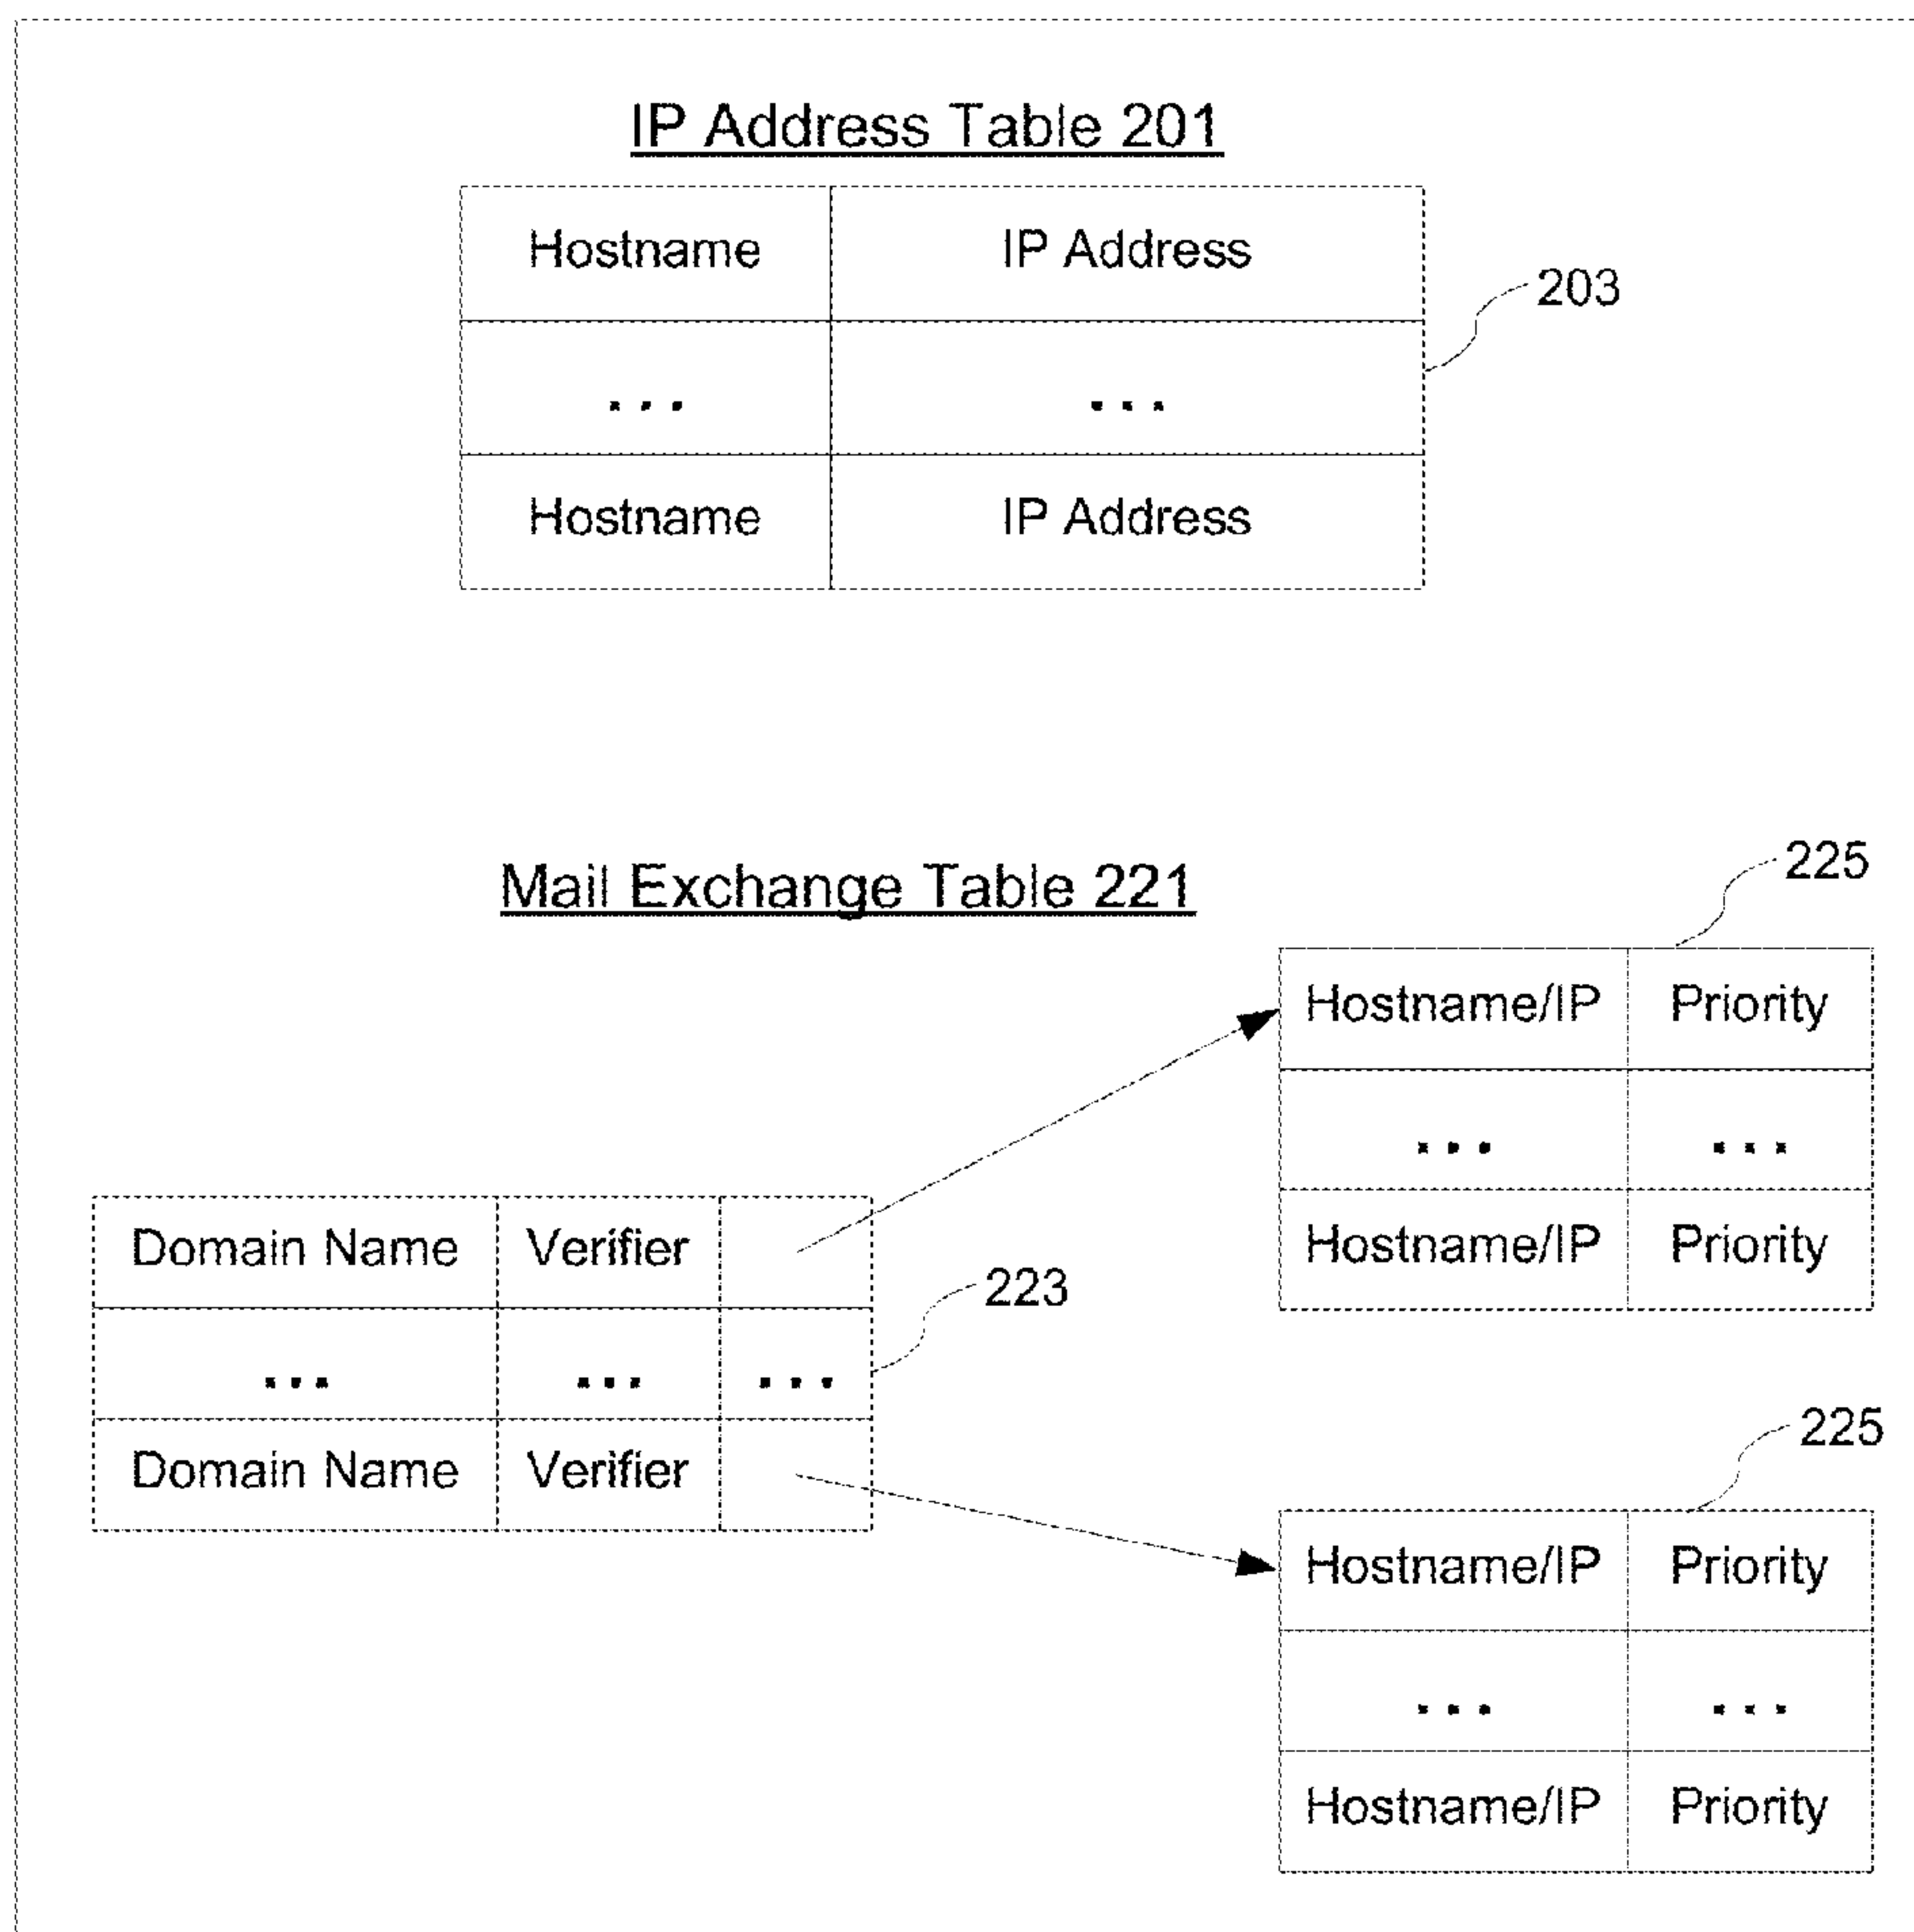 IP Address Table 201
Hostname IP Address
203
... ...
Hostname IP Address
Mail Exchange Table 221
225
Hostname/IP Priority
... ...
Hostname/IP Priority
Domain Name Verifier
223
... ... ...
Domain Name Verifier
225
Hostname/IP Priority
... ...
Hostname/IP Priority